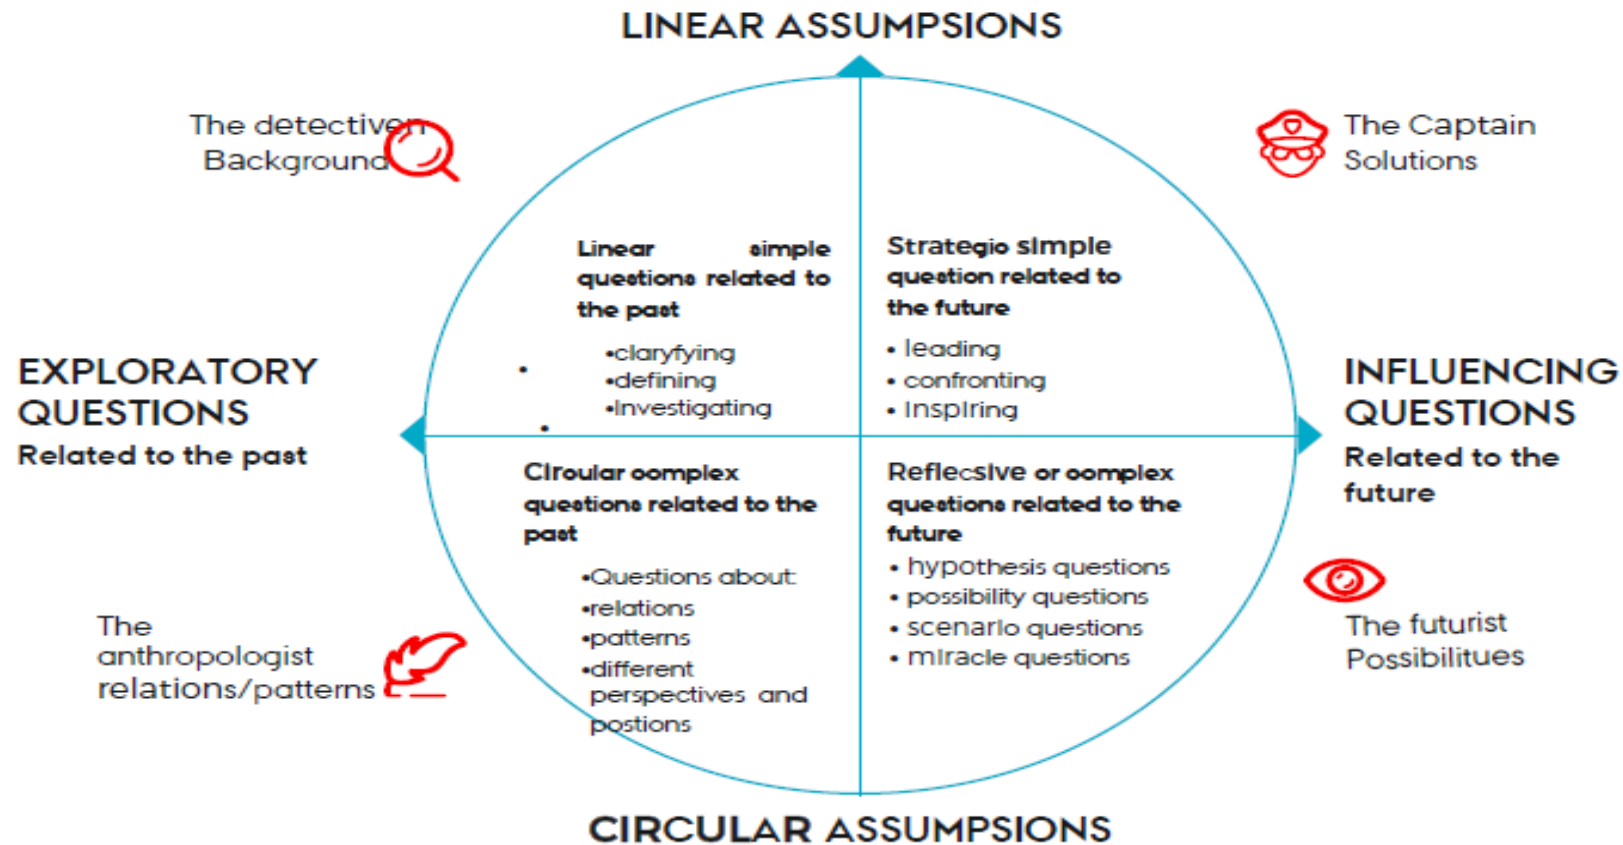 LINEAR ASSUMPSIONS
The detectiven
Background
The Captain
Solutions
Linear simple
questions related to
the past
•claryfying
•defining
•Investigating
•
•
Strategio simple
question related to
the future
• leading
• confronting
• Inspiring
EXPLORATORY
QUESTIONS
Related to the past
INFLUENCING
QUESTIONS
Related to the
future
Ciroular oomplex
questions related to the
past
•Questions about:
•relations
•patterns
•different
perspectives and
postions
Reflecsive or oomplex
questions related to the
future
• hypothesis questions
• possibility questions
• scenario questions
• miracle questions
The
anthropologist
relations/patterns
The futurist
Possibilitues
CIRCULAR ASSUMPSIONS